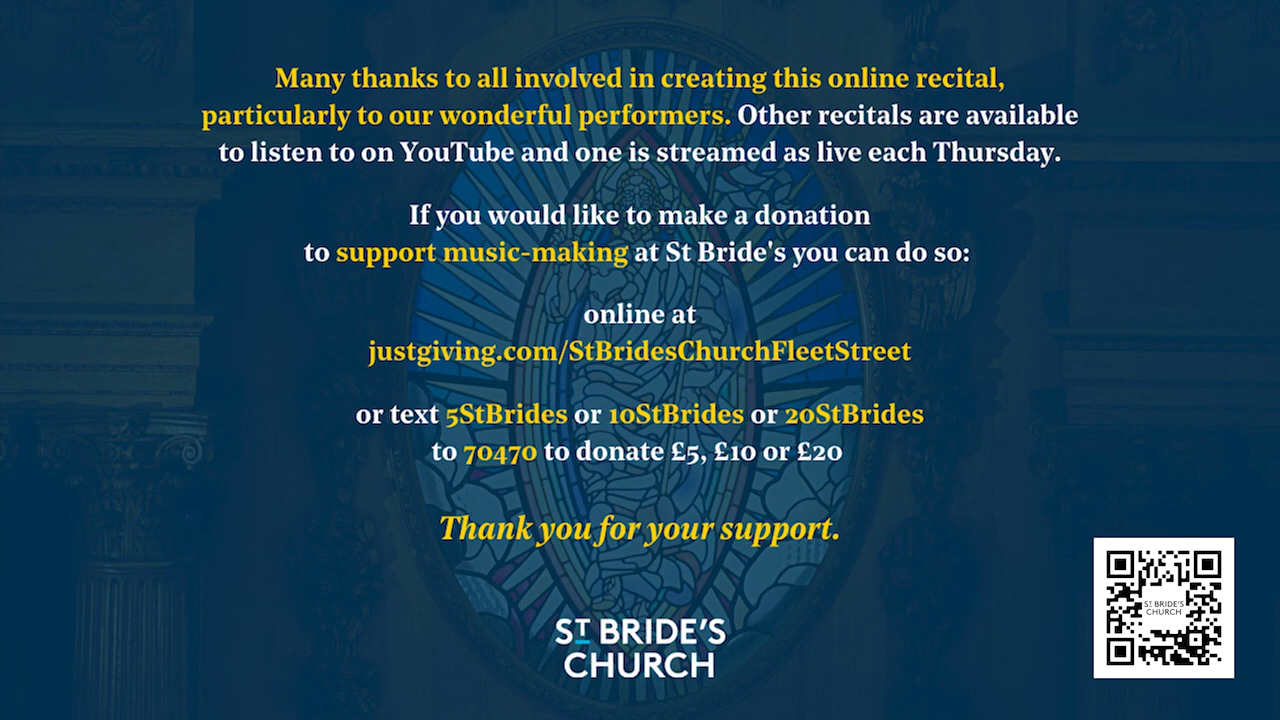 Many thanks to all involved in creating this online recital,
particularly to our wonderful performers. Other recitals are available
to listen to on YouTube and one is streamed as live each Thursday.
If you would like to make a donation
to support music-making at St Bride's you can do so:
online at
justgiving.com/StBridesChurchFleetStreet
or text 5StBrides or 10StBrides or 20StBrides
to 70470 to donate £5, £10 or £20
Thank you for your support.
ST BRIDE'S
CHURCH
ST BRIDE'S
CHURCH